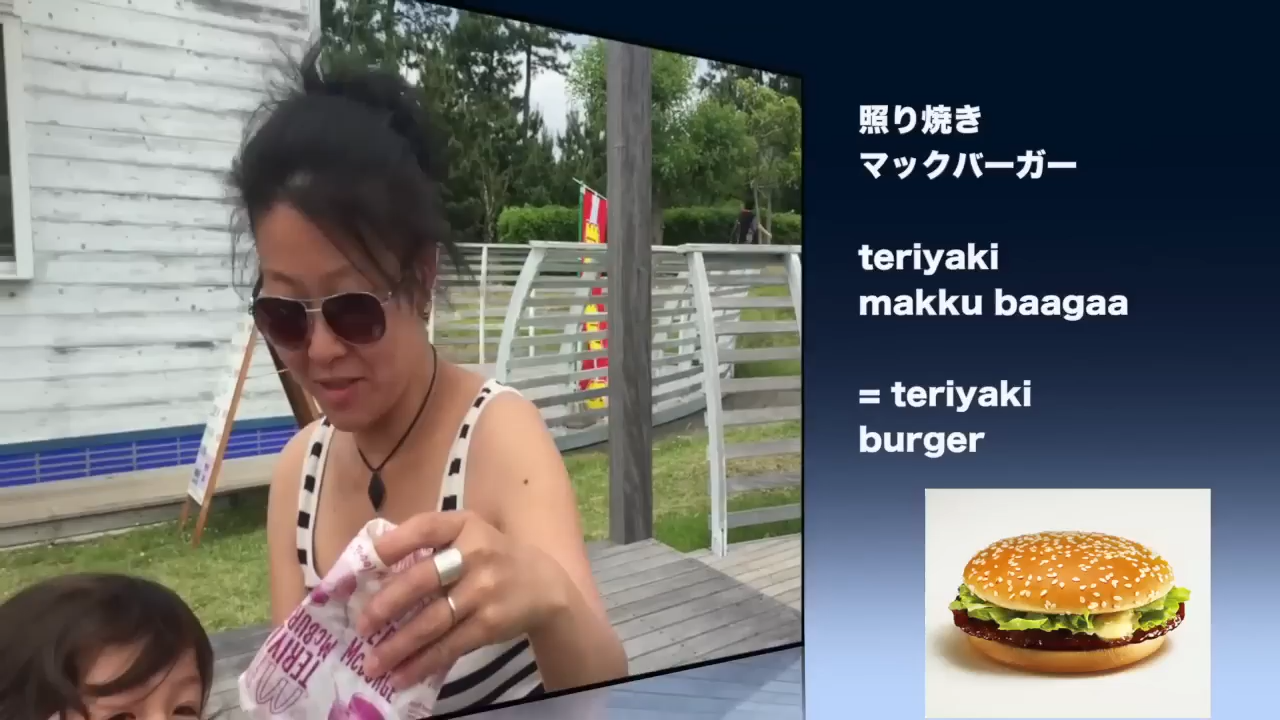 照り焼き
マックバーガー
teriyaki
makku baagaa
= teriyaki
burger